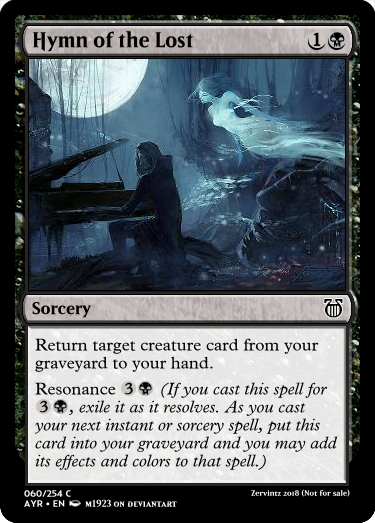 Hymn of the Lost 1
Sorcery
Return target creature card from your
graveyard to your hand.
Resonance 3 (If you cast this spell for
3, exile it as it resolves. As you cast
your next instant or sorcery spell, put this
card into your graveyard and you may add
its effects and colors to that spell.)
060/254 C
AYR • EN M1923 ON DEVIANTART
Zervintz 2018 (Not for sale)